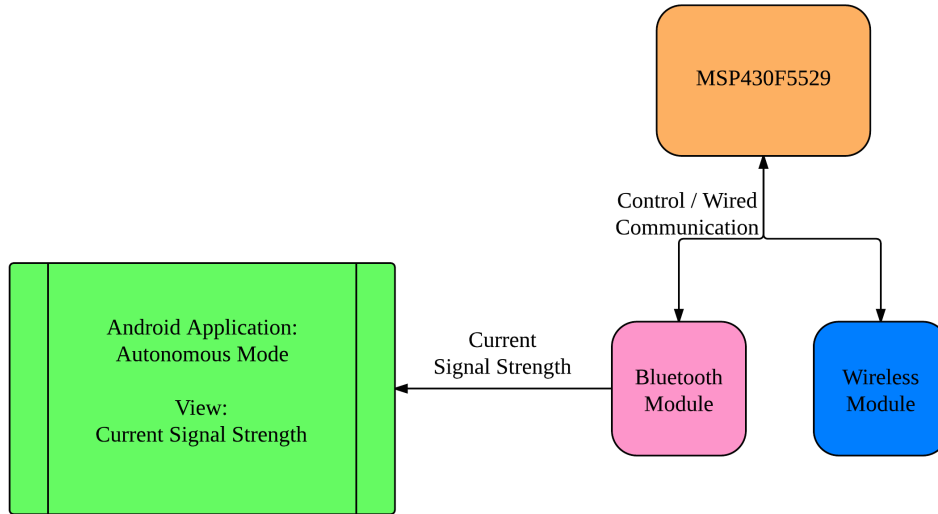 MSP430F5529
Control / Wired
Communication
Android Application:
Autonomous Mode
View:
Current Signal Strength
Current
Signal Strength
Bluetooth
Module
Wireless
Module